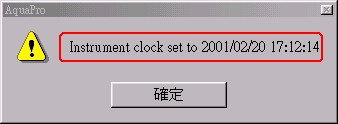 AquaPro
Instrument clock set to 2001/02/20 17:12:14
確定